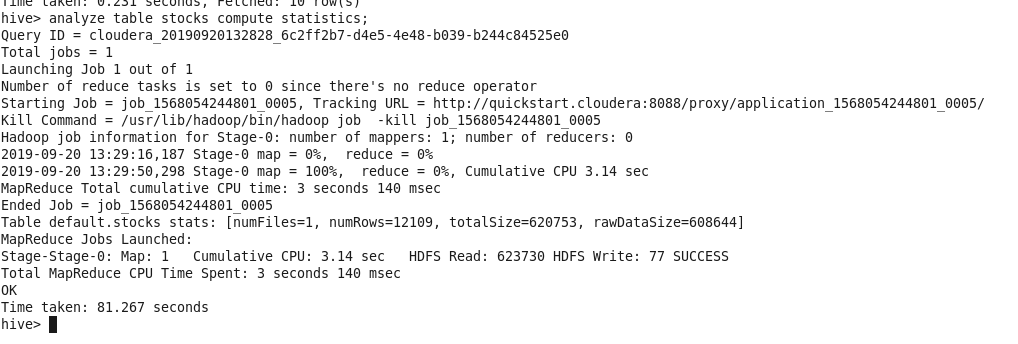 Time taken: 0.231 seconds, Fetched: 10 row(s)
hive> analyze table stocks compute statistics;
Query ID = cloudera_20190920132828_6c2ff2b7-d4e5-4e48-b039-b244c84525e0
Total jobs = 1
Launching Job 1 out of 1
Number of reduce tasks is set to 0 since there's no reduce operator
Starting Job = job_1568054244801_0005, Tracking URL = http://quickstart.cloudera:8088/proxy/application_1568054244801_0005/
Kill Command = /usr/lib/hadoop/bin/hadoop job  -kill job_1568054244801_0005
Hadoop job information for Stage-0: number of mappers: 1; number of reducers: 0
2019-09-20 13:29:16,187 Stage-0 map = 0%,  reduce = 0%
2019-09-20 13:29:50,298 Stage-0 map = 100%,  reduce = 0%, Cumulative CPU 3.14 sec
MapReduce Total cumulative CPU time: 3 seconds 140 msec
Ended Job = job_1568054244801_0005
Table default.stocks stats: [numFiles=1, numRows=12109, totalSize=620753, rawDataSize=608644]
MapReduce Jobs Launched:
Stage-Stage-0: Map: 1   Cumulative CPU: 3.14 sec   HDFS Read: 623730 HDFS Write: 77 SUCCESS
Total MapReduce CPU Time Spent: 3 seconds 140 msec
OK
Time taken: 81.267 seconds
hive>